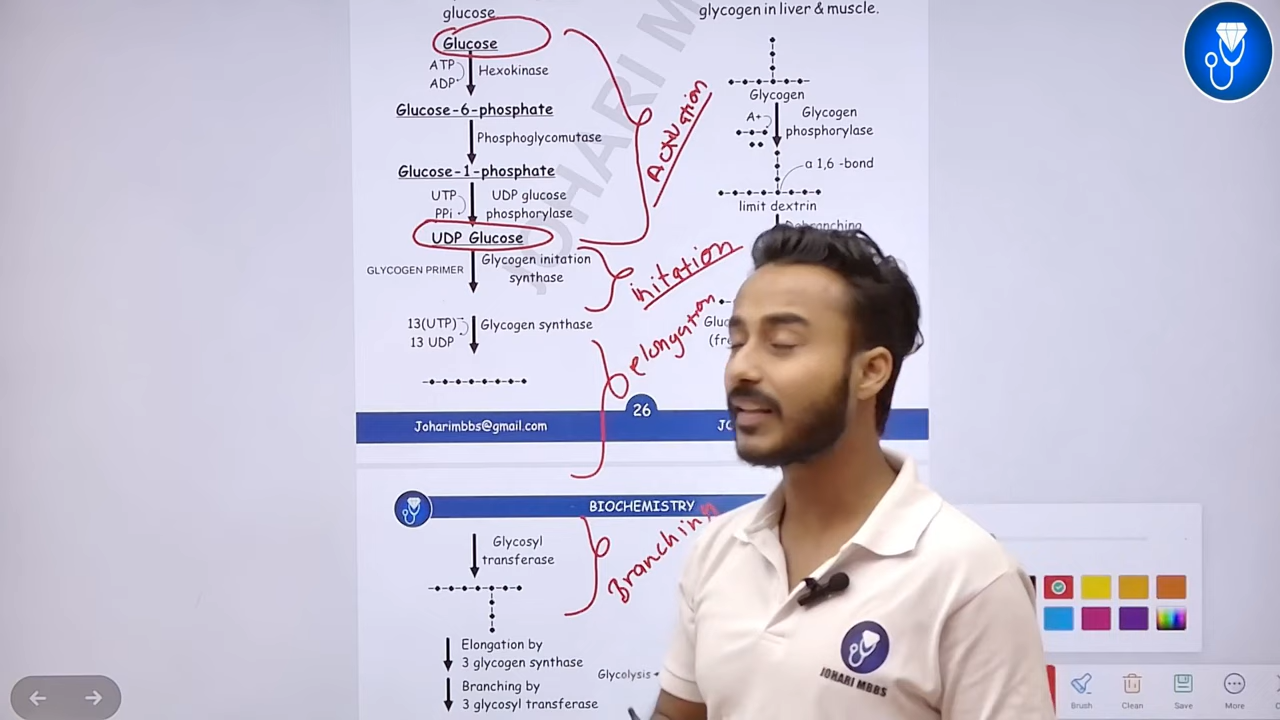 glucose
Glucose
ATP
ADP
Hexokinase
Glucose-6-phosphate
Phosphoglycomutase
Glucose-1-phosphate
UTP
PPi
UDP glucose
phosphorylase
UDP Glucose
GLYCOGEN PRIMER
Glycogen initation
synthase
13(UTP)
13 UDP
Glycogen synthase
Activation
initation
elongation
glycogen in liver & muscle.
Glycogen
A+
Glycogen
phosphorylase
α 1,6 -bond
limit dextrin
Debranching
JOHARI M
Joharimbbs@gmail.com
26
BIOCHEMISTRY
Glycosyl
transferase
Branching
Elongation by
3 glycogen synthase
Branching by
3 glycosyl transferase
Glycolysis
JOHARI MBBS
Brush
Clean
Save
More